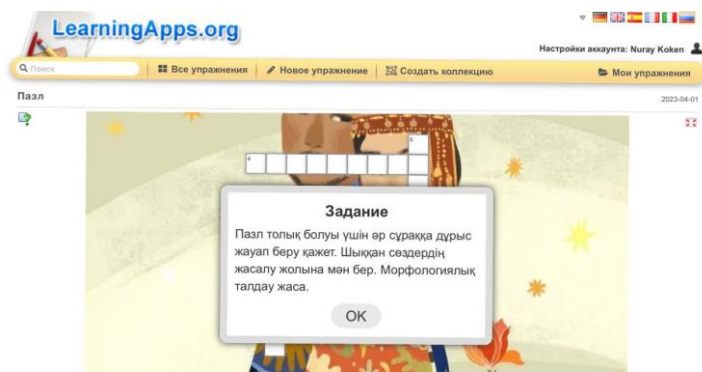 LearningApps.org
Настройки аккаунта: Nuray Koken
Поиск
Все упражнения
Новое упражнение
Создать коллекцию
Мои упражнения
Пазл
2023-04-01
Задание
Пазл толық болуы үшін әр сұраққа дұрыс
жауап беру қажет. Шыққан сөздердің
жасалу жолына мән бер. Морфологиялық
талдау жаса.
OK